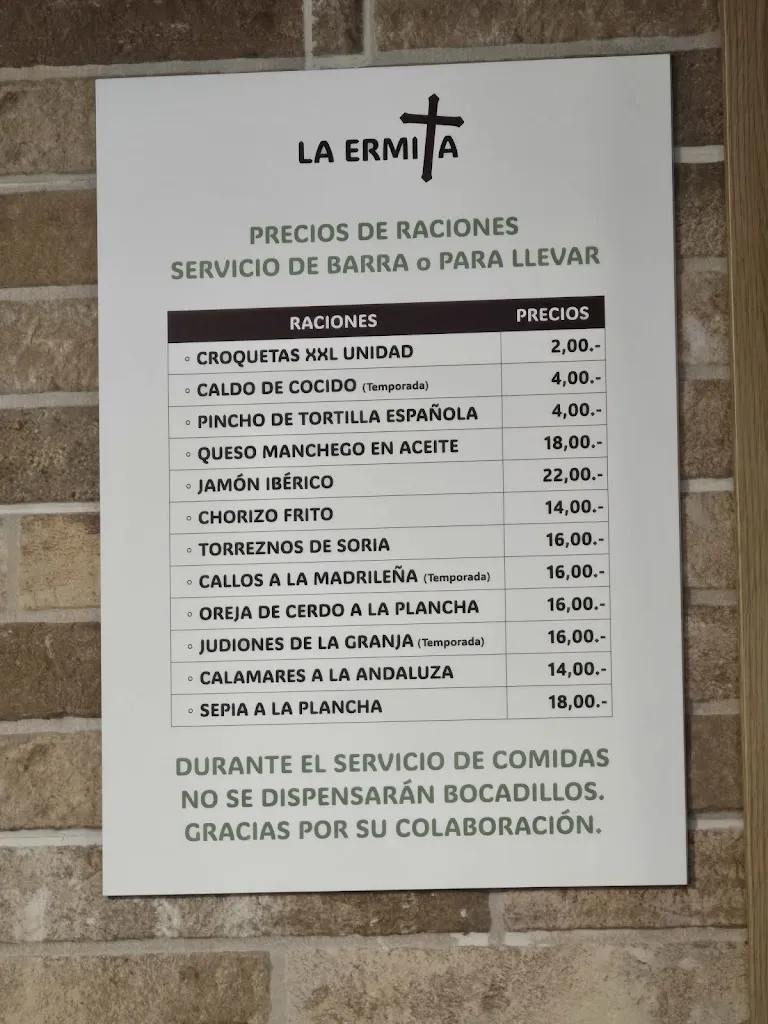 LA ERMITA
PRECIOS DE RACIONES
SERVICIO DE BARRA o PARA LLEVAR
RACIONES PRECIOS
◦ CROQUETAS XXL UNIDAD 2,00.-
◦ CALDO DE COCIDO (Temporada) 4,00.-
◦ PINCHO DE TORTILLA ESPAÑOLA 4,00.-
◦ QUESO MANCHEGO EN ACEITE 18,00.-
◦ JAMÓN IBÉRICO 22,00.-
◦ CHORIZO FRITO 14,00.-
◦ TORREZNOS DE SORIA 16,00.-
◦ CALLOS A LA MADRILEÑA (Temporada) 16,00.-
◦ OREJA DE CERDO A LA PLANCHA 16,00.-
◦ JUDIONES DE LA GRANJA (Temporada) 16,00.-
◦ CALAMARES A LA ANDALUZA 14,00.-
◦ SEPIA A LA PLANCHA 18,00.-
DURANTE EL SERVICIO DE COMIDAS
NO SE DISPENSARÁN BOCADILLOS.
GRACIAS POR SU COLABORACIÓN.